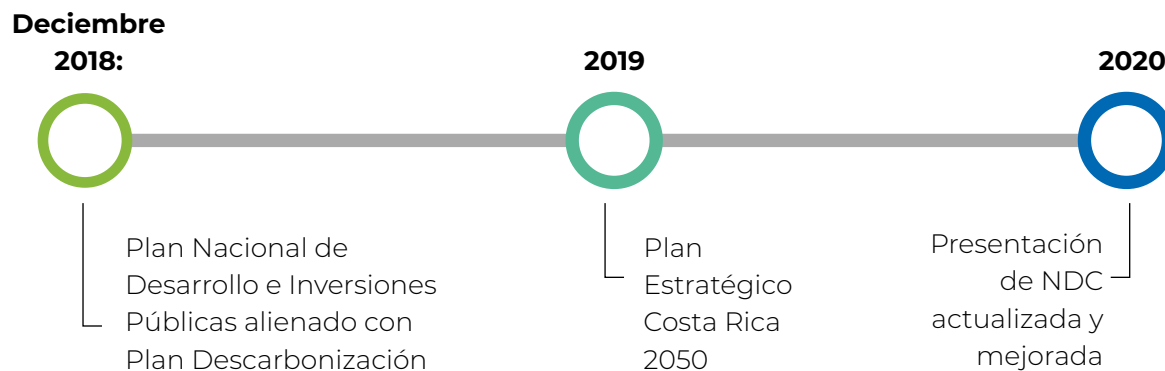 Deciembre
2018:
2019
2020
Plan Nacional de
Desarrollo e Inversiones
Públicas alienado con
Plan Descarbonización
Plan
Estratégico
Costa Rica
2050
Presentación
de NDC
actualizada y
mejorada